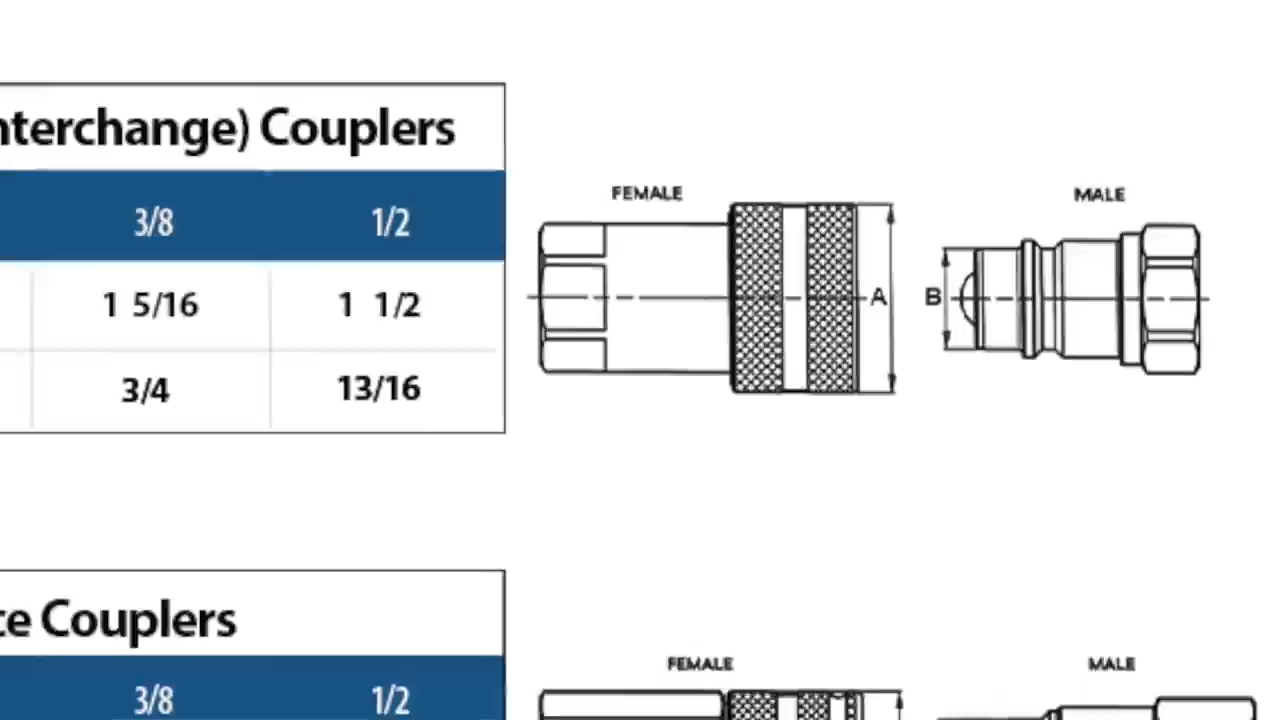 nterchange) Couplers
3/8 1/2
1 5/16 1 1/2
3/4 13/16
FEMALE
A
MALE
B
ce Couplers
3/8 1/2
FEMALE
MALE